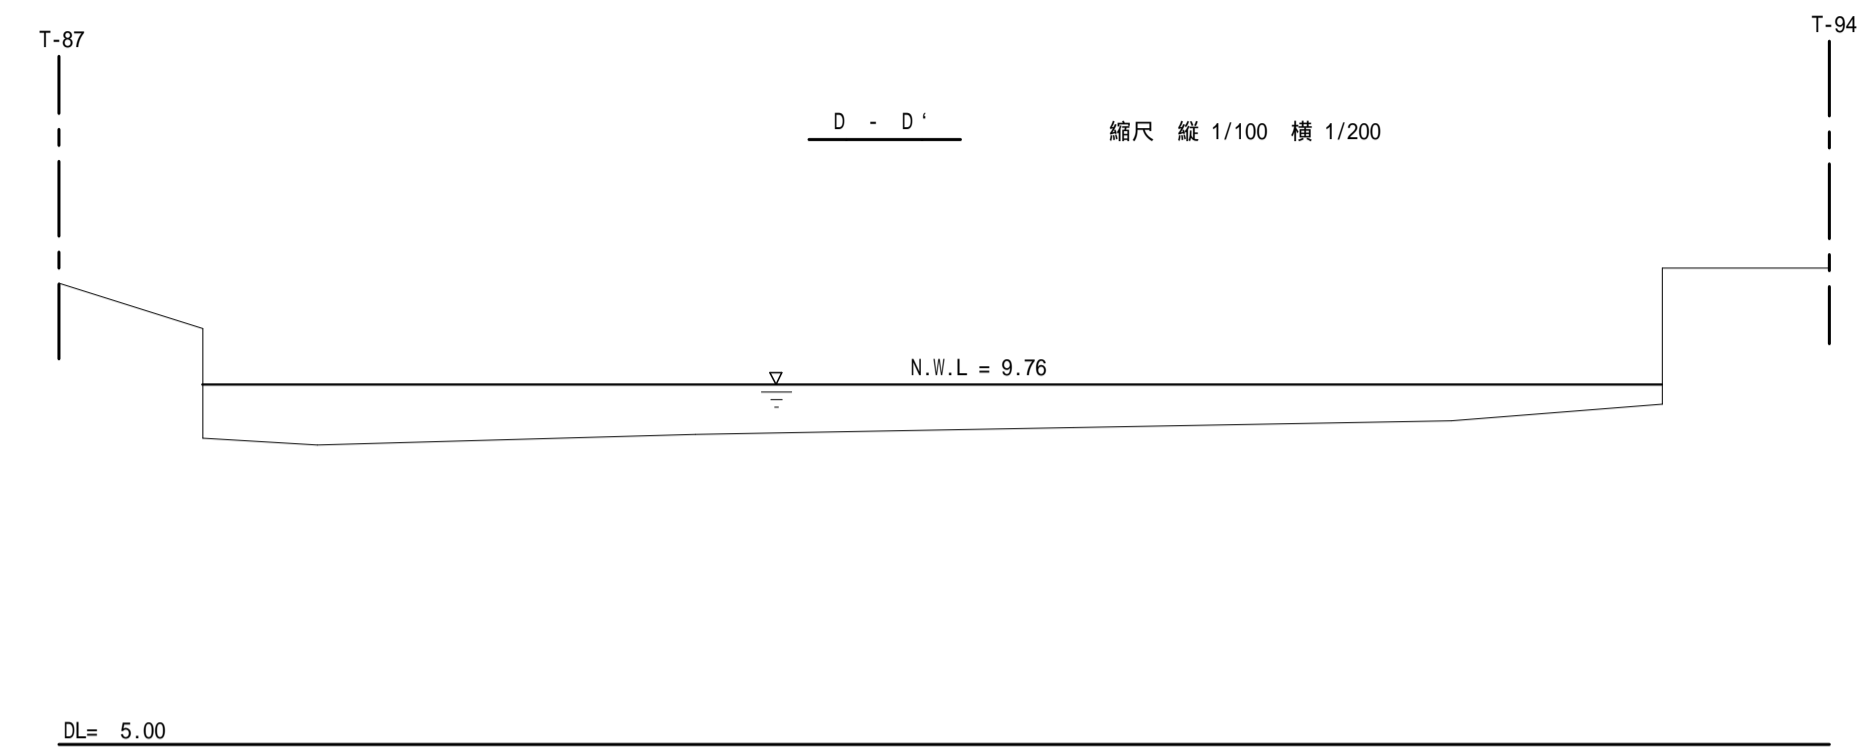 T-87
T-94
D - D‘
縮尺 縦 1/100 横 1/200
N.W.L = 9.76
DL= 5.00